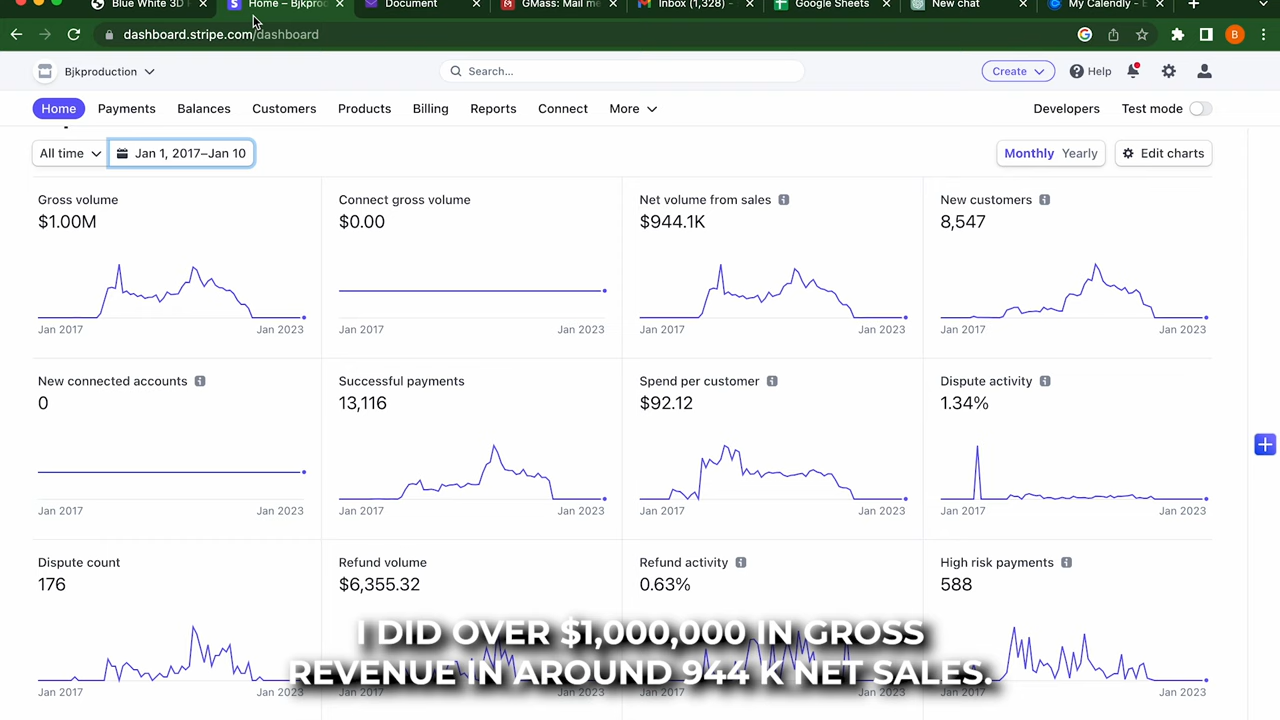 Blue White 3D
Home – Bjkproduc
Document
GMass: Mail me
Inbox (1,328)
Google Sheets
New chat
My Calendly - E
dashboard.stripe.com/dashboard
B
Bjkproduction
Search...
Create
Help
Home
Payments
Balances
Customers
Products
Billing
Reports
Connect
More
Developers
Test mode
All time
Jan 1, 2017–Jan 10
Monthly
Yearly
Edit charts
Gross volume
$1.00M
Jan 2017
Jan 2023
Connect gross volume
$0.00
Jan 2017
Jan 2023
Net volume from sales
$944.1K
Jan 2017
Jan 2023
New customers
8,547
Jan 2017
Jan 2023
New connected accounts
0
Jan 2017
Jan 2023
Successful payments
13,116
Jan 2017
Jan 2023
Spend per customer
$92.12
Jan 2017
Jan 2023
Dispute activity
1.34%
Jan 2017
Jan 2023
Dispute count
176
Jan 2017
Refund volume
$6,355.32
Refund activity
0.63%
High risk payments
588
Jan 2023
I DID OVER $1,000,000 IN GROSS
REVENUE IN AROUND 944 K NET SALES.